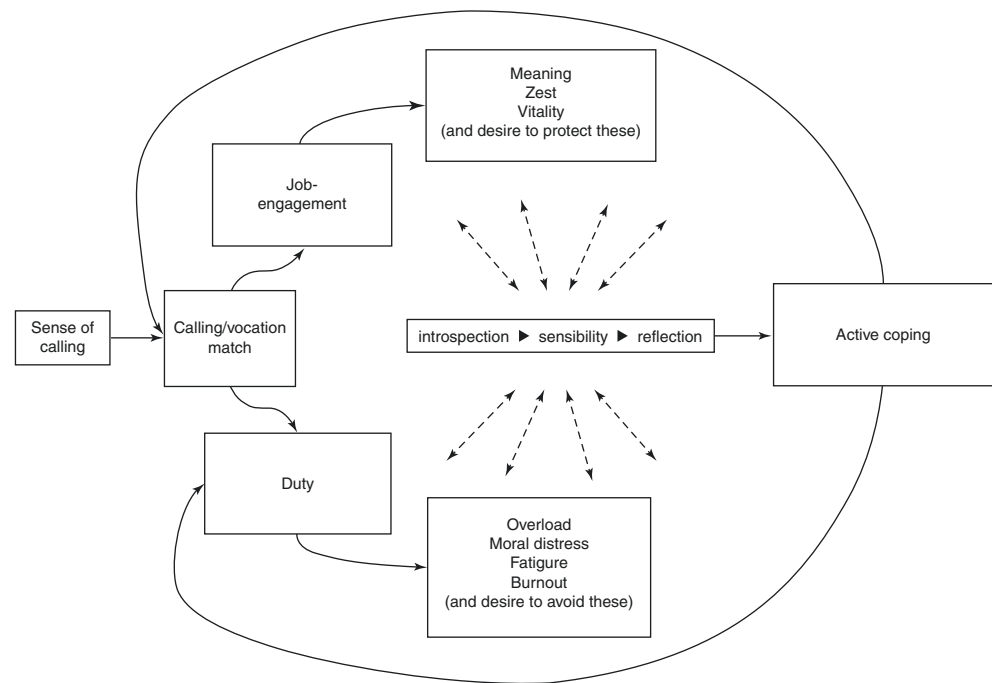 Meaning
Zest
Vitality
(and desire to protect these)
Job-
engagement
Sense of
calling
Calling/vocation
match
introspection ► sensibility ► reflection
Active coping
Duty
Overload
Moral distress
Fatigure
Burnout
(and desire to avoid these)